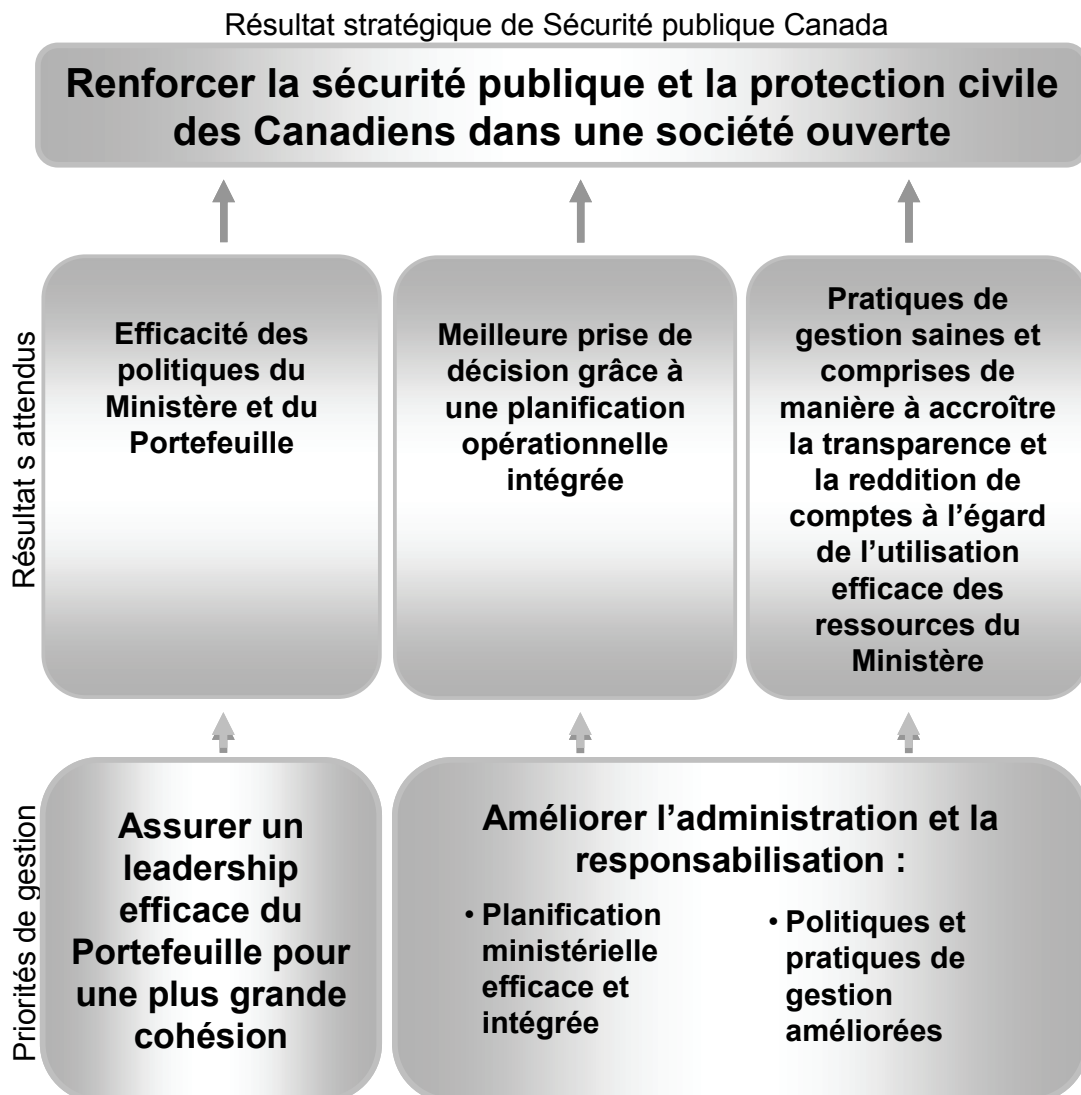 Résultat stratégique de Sécurité publique Canada
Renforcer la sécurité publique et la protection civile
des Canadiens dans une société ouverte
Résultat s attendus
Efficacité des
politiques du
Ministère et du
Portefeuille
Meilleure prise de
décision grâce à
une planification
opérationnelle
intégrée
Pratiques de
gestion saines et
comprises de
manière à accroître
la transparence et
la reddition de
comptes à l’égard
de l’utilisation
efficace des
ressources du
Ministère
Priorités de gestion
Assurer un
leadership
efficace du
Portefeuille pour
une plus grande
cohésion
Améliorer l’administration et la
responsabilisation :
• Planification
ministérielle
efficace et
intégrée
• Politiques et
pratiques de
gestion
améliorées